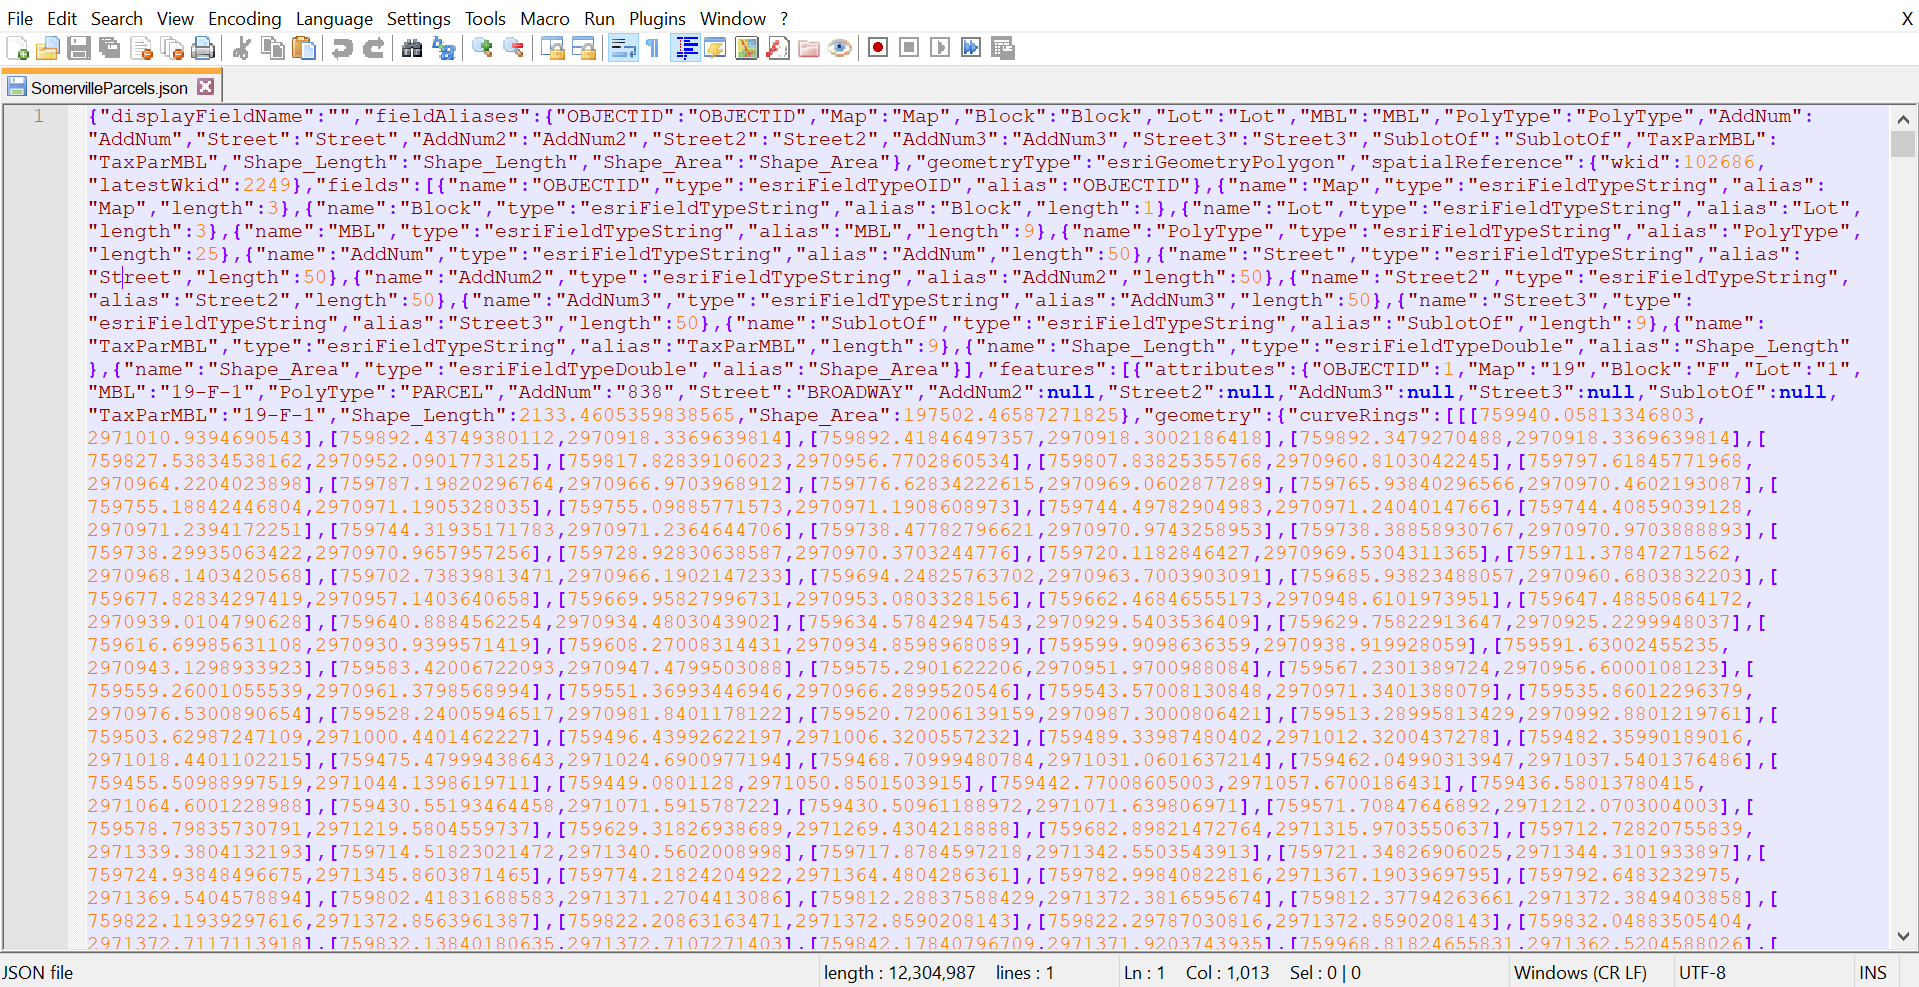 File Edit Search View Encoding Language Settings Tools Macro Run Plugins Window ? X
SomervilleParcels.json
1 {"displayFieldName":"","fieldAliases":{"OBJECTID":"OBJECTID","Map":"Map","Block":"Block","Lot":"Lot","MBL":"MBL","PolyType":"PolyType","AddNum":
"AddNum","Street":"Street","AddNum2":"AddNum2","Street2":"Street2","AddNum3":"AddNum3","Street3":"Street3","SublotOf":"SublotOf","TaxParMBL":
"TaxParMBL","Shape_Length":"Shape_Length","Shape_Area":"Shape_Area"},"geometryType":"esriGeometryPolygon","spatialReference":{"wkid":102686,
"latestWkid":2249},"fields":[{"name":"OBJECTID","type":"esriFieldTypeOID","alias":"OBJECTID"},{"name":"Map","type":"esriFieldTypeString","alias":
"Map","length":3},{"name":"Block","type":"esriFieldTypeString","alias":"Block","length":1},{"name":"Lot","type":"esriFieldTypeString","alias":"Lot",
"length":3},{"name":"MBL","type":"esriFieldTypeString","alias":"MBL","length":9},{"name":"PolyType","type":"esriFieldTypeString","alias":"PolyType",
"length":25},{"name":"AddNum","type":"esriFieldTypeString","alias":"AddNum","length":50},{"name":"Street","type":"esriFieldTypeString","alias":
"Street","length":50},{"name":"AddNum2","type":"esriFieldTypeString","alias":"AddNum2","length":50},{"name":"Street2","type":"esriFieldTypeString",
"alias":"Street2","length":50},{"name":"AddNum3","type":"esriFieldTypeString","alias":"AddNum3","length":50},{"name":"Street3","type":
"esriFieldTypeString","alias":"Street3","length":50},{"name":"SublotOf","type":"esriFieldTypeString","alias":"SublotOf","length":9},{"name":
"TaxParMBL","type":"esriFieldTypeString","alias":"TaxParMBL","length":9},{"name":"Shape_Length","type":"esriFieldTypeDouble","alias":"Shape_Length"
},{"name":"Shape_Area","type":"esriFieldTypeDouble","alias":"Shape_Area"}],"features":[{"attributes":{"OBJECTID":1,"Map":"19","Block":"F","Lot":"1",
"MBL":"19-F-1","PolyType":"PARCEL","AddNum":"838","Street":"BROADWAY","AddNum2":null,"Street2":null,"AddNum3":null,"Street3":null,"SublotOf":null,
"TaxParMBL":"19-F-1","Shape_Length":2133.4605359838565,"Shape_Area":197502.46587271825},"geometry":{"curveRings":[[[759940.05813346803,
2971010.9394690543],[759892.43749380112,2970918.3369639814],[759892.41846497357,2970918.3002186418],[759892.3479270488,2970918.3369639814],[
759827.53834538162,2970952.0901773125],[759817.82839106023,2970956.7702860534],[759807.83825355768,2970960.8103042245],[759797.61845771968,
2970964.2204023898],[759787.19820296764,2970966.9703968912],[759776.62834222615,2970969.0602877289],[759765.93840296566,2970970.4602193087],[
759755.18842446804,2970971.1905328035],[759755.09885771573,2970971.1908608973],[759744.49782904983,2970971.2404014766],[759744.40859039128,
2970971.2394172251],[759744.31935171783,2970971.2364644706],[759738.47782796621,2970970.9743258953],[759738.38858930767,2970970.9703888893],[
759738.29935063422,2970970.9657957256],[759728.92830638587,2970970.3703244776],[759720.1182846427,2970969.5304311365],[759711.37847271562,
2970968.1403420568],[759702.73839813471,2970966.1902147233],[759694.24825763702,2970963.7003903091],[759685.93823488057,2970960.6803832203],[
759677.82834297419,2970957.1403640658],[759669.95827996731,2970953.0803328156],[759662.46846555173,2970948.6101973951],[759647.48850864172,
2970939.0104790628],[759640.8884562254,2970934.4803043902],[759634.57842947543,2970929.5403536409],[759629.75822913647,2970925.2299948037],[
759616.69985631108,2970930.9399571419],[759608.27008314431,2970934.8598968089],[759599.9098636359,2970938.919928059],[759591.63002455235,
2970943.1298933923],[759583.42006722093,2970947.4799503088],[759575.2901622206,2970951.9700988084],[759567.2301389724,2970956.6000108123],[
759559.26001055539,2970961.3798568994],[759551.36993446946,2970966.2899520546],[759543.57008130848,2970971.3401388079],[759535.86012296379,
2970976.5300890654],[759528.24005946517,2970981.8401178122],[759520.72006139159,2970987.3000806421],[759513.28995813429,2970992.8801219761],[
759503.62987247109,2971000.4401462227],[759496.43992622197,2971006.3200557232],[759489.33987480402,2971012.3200437278],[759482.35990189016,
2971018.4401102215],[759475.47999438643,2971024.6900977194],[759468.70999480784,2971031.0601637214],[759462.04990313947,2971037.5401376486],[
759455.50988997519,2971044.1398619711],[759449.0801128,2971050.8501503915],[759442.77008605003,2971057.6700186431],[759436.58013780415,
2971064.6001228988],[759430.55193464458,2971071.591578722],[759430.50961188972,2971071.639806971],[759571.70847646892,2971212.0703004003],[
759578.79835730791,2971219.5804559737],[759629.31826938689,2971269.4304218888],[759682.89821472764,2971315.9703550637],[759712.72820755839,
2971339.3804132193],[759714.51823021472,2971340.5602008998],[759717.8784597218,2971342.5503543913],[759721.34826906025,2971344.3101933897],[
759724.93848496675,2971345.8603871465],[759774.21824204922,2971364.4804286361],[759782.99840822816,2971367.1903969795],[759792.6483232975,
2971369.5404578894],[759802.41831688583,2971371.2704413086],[759812.28837588429,2971372.3816595674],[759812.37794263661,2971372.3849403858],[
759822.11939297616,2971372.8563961387],[759822.20863163471,2971372.8590208143],[759822.29787030816,2971372.8590208143],[759832.04883505404,
2971372.7117113918],[759832.13840180635,2971372.7107271403],[759842.17840796709,2971371.9203743935],[759968.81824655831,2971362.5204588026],[
JSON file length : 12,304,987 lines : 1 Ln : 1 Col : 1,013 Sel : 0 | 0 Windows (CR LF) UTF-8 INS